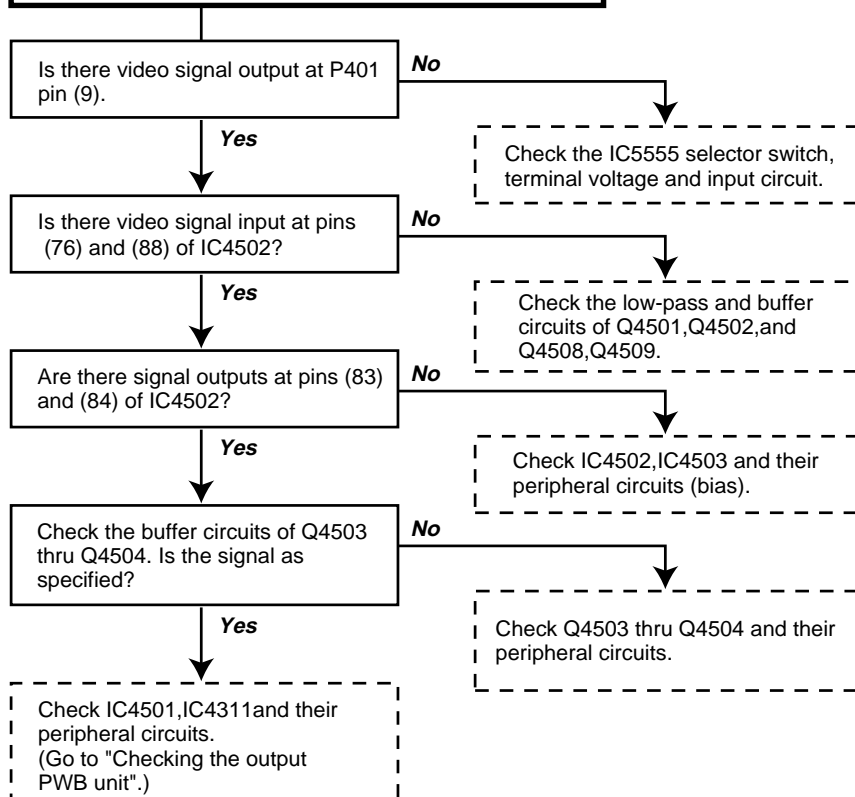 Is there video signal output at P401
pin (9).
No
Yes
Check the IC5555 selector switch,
terminal voltage and input circuit.
Is there video signal input at pins
(76) and (88) of IC4502?
No
Yes
Check the low-pass and buffer
circuits of Q4501,Q4502,and
Q4508,Q4509.
Are there signal outputs at pins (83)
and (84) of IC4502?
No
Yes
Check IC4502,IC4503 and their
peripheral circuits (bias).
Check the buffer circuits of Q4503
thru Q4504. Is the signal as
specified?
No
Yes
Check Q4503 thru Q4504 and their
peripheral circuits.
Check IC4501,IC4311and their
peripheral circuits.
(Go to "Checking the output
PWB unit".)